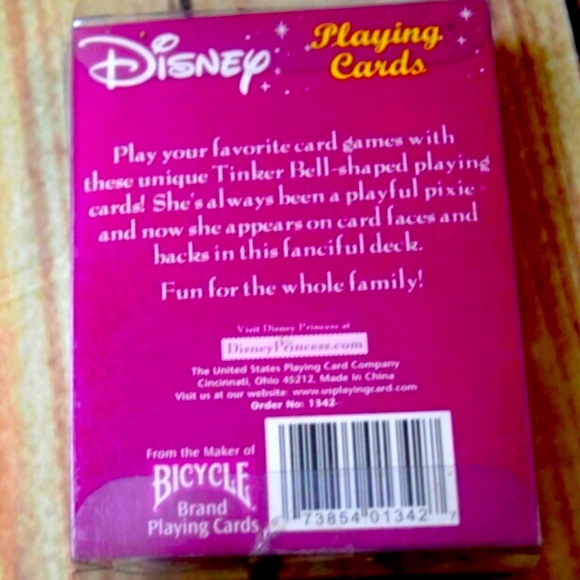 Disney
Playing
Cards
Play your favorite card games with
these unique Tinker Bell-shaped playing
cards! She's always been a playful pixie
and now she appears on card faces and
backs in this fanciful deck.
Fun for the whole family!
Visit Disney Princess at
DisneyPrincess.com
The United States Playing Card Company
Cincinnati, Ohio 45212, Made In China
Visit us at our website: www.usplayingcard.com
Order No: 1342
From the Maker of
BICYCLE
Brand
Playing Cards
73854 01342 7